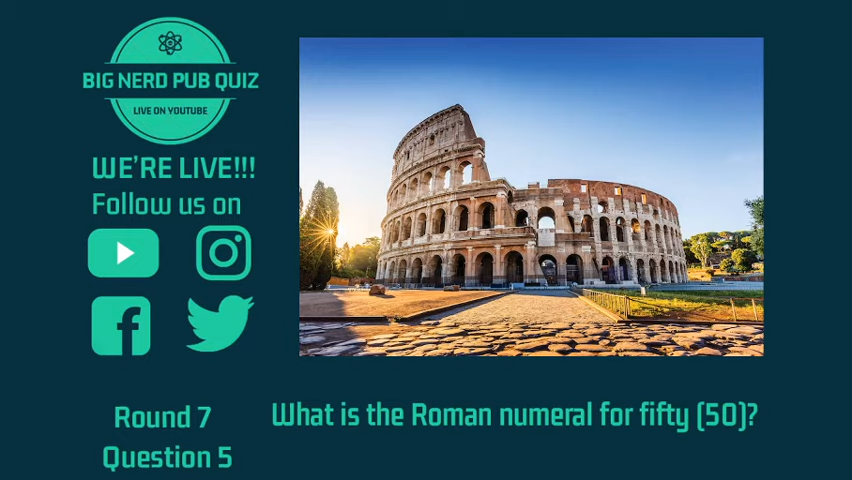 BIG NERD PUB QUIZ
LIVE ON YOUTUBE
WE'RE LIVE!!!
Follow us on
Round 7
Question 5
What is the Roman numeral for fifty (50)?